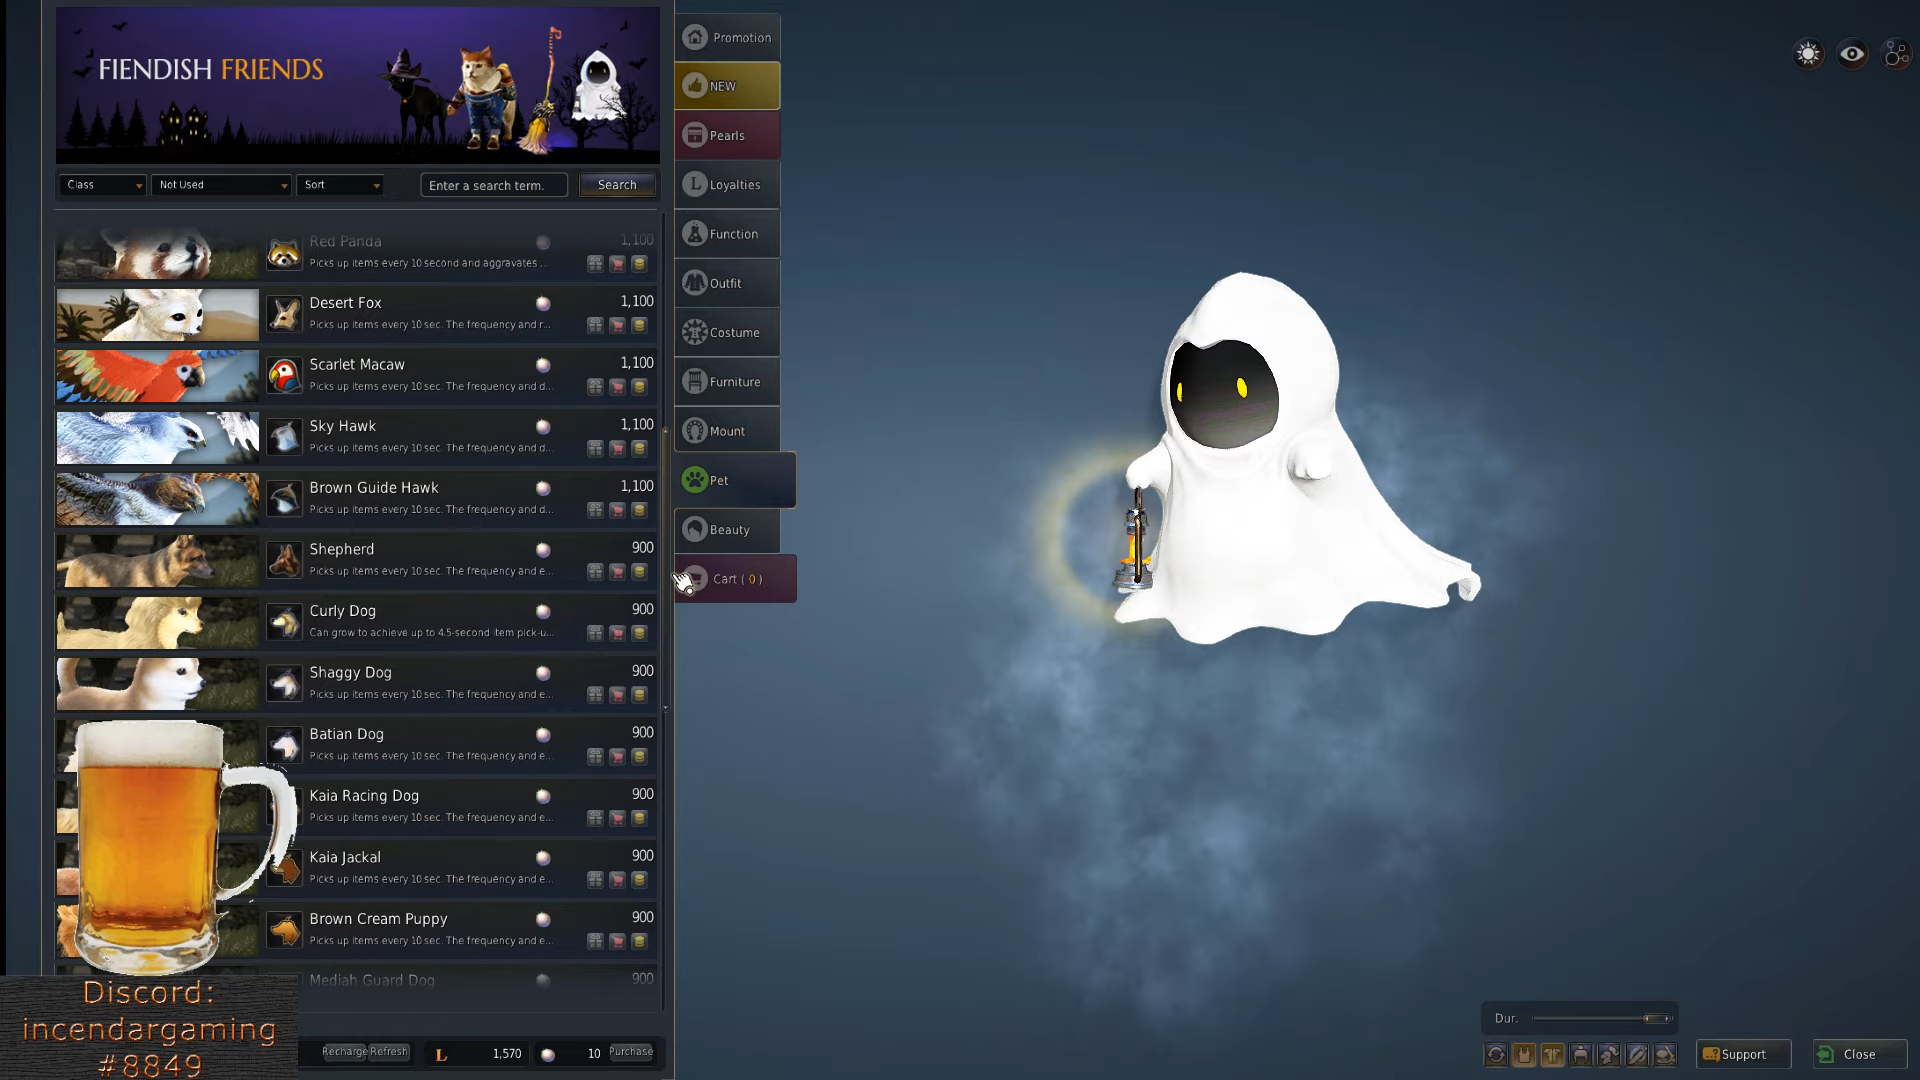 FIENDISH FRIENDS
Class
Not Used
Sort
Enter a search term.
Search
Red Panda
1,100
Picks up items every 10 second and aggravates ...
Desert Fox
1,100
Picks up items every 10 sec. The frequency and r...
Scarlet Macaw
1,100
Picks up items every 10 sec. The frequency and d...
Sky Hawk
1,100
Picks up items every 10 sec. The frequency and d...
Brown Guide Hawk
1,100
Picks up items every 10 sec. The frequency and d...
Shepherd
900
Picks up items every 10 sec. The frequency and e...
Curly Dog
900
Can grow to achieve up to 4.5-second item pick-u...
Shaggy Dog
900
Picks up items every 10 sec. The frequency and e...
Batian Dog
900
Picks up items every 10 sec. The frequency and e...
Kaia Racing Dog
900
Picks up items every 10 sec. The frequency and e...
Kaia Jackal
900
Picks up items every 10 sec. The frequency and e...
Brown Cream Puppy
900
Picks up items every 10 sec. The frequency and e...
Mediah Guard Dog
900
Recharge
Refresh
L
1,570
10
Purchase
Discord:
incendargaming
#8849
Promotion
NEW
Pearls
L Loyalties
Function
Outfit
Costume
Furniture
Mount
Pet
Beauty
Cart ( 0 )
Dur.
Support
Close